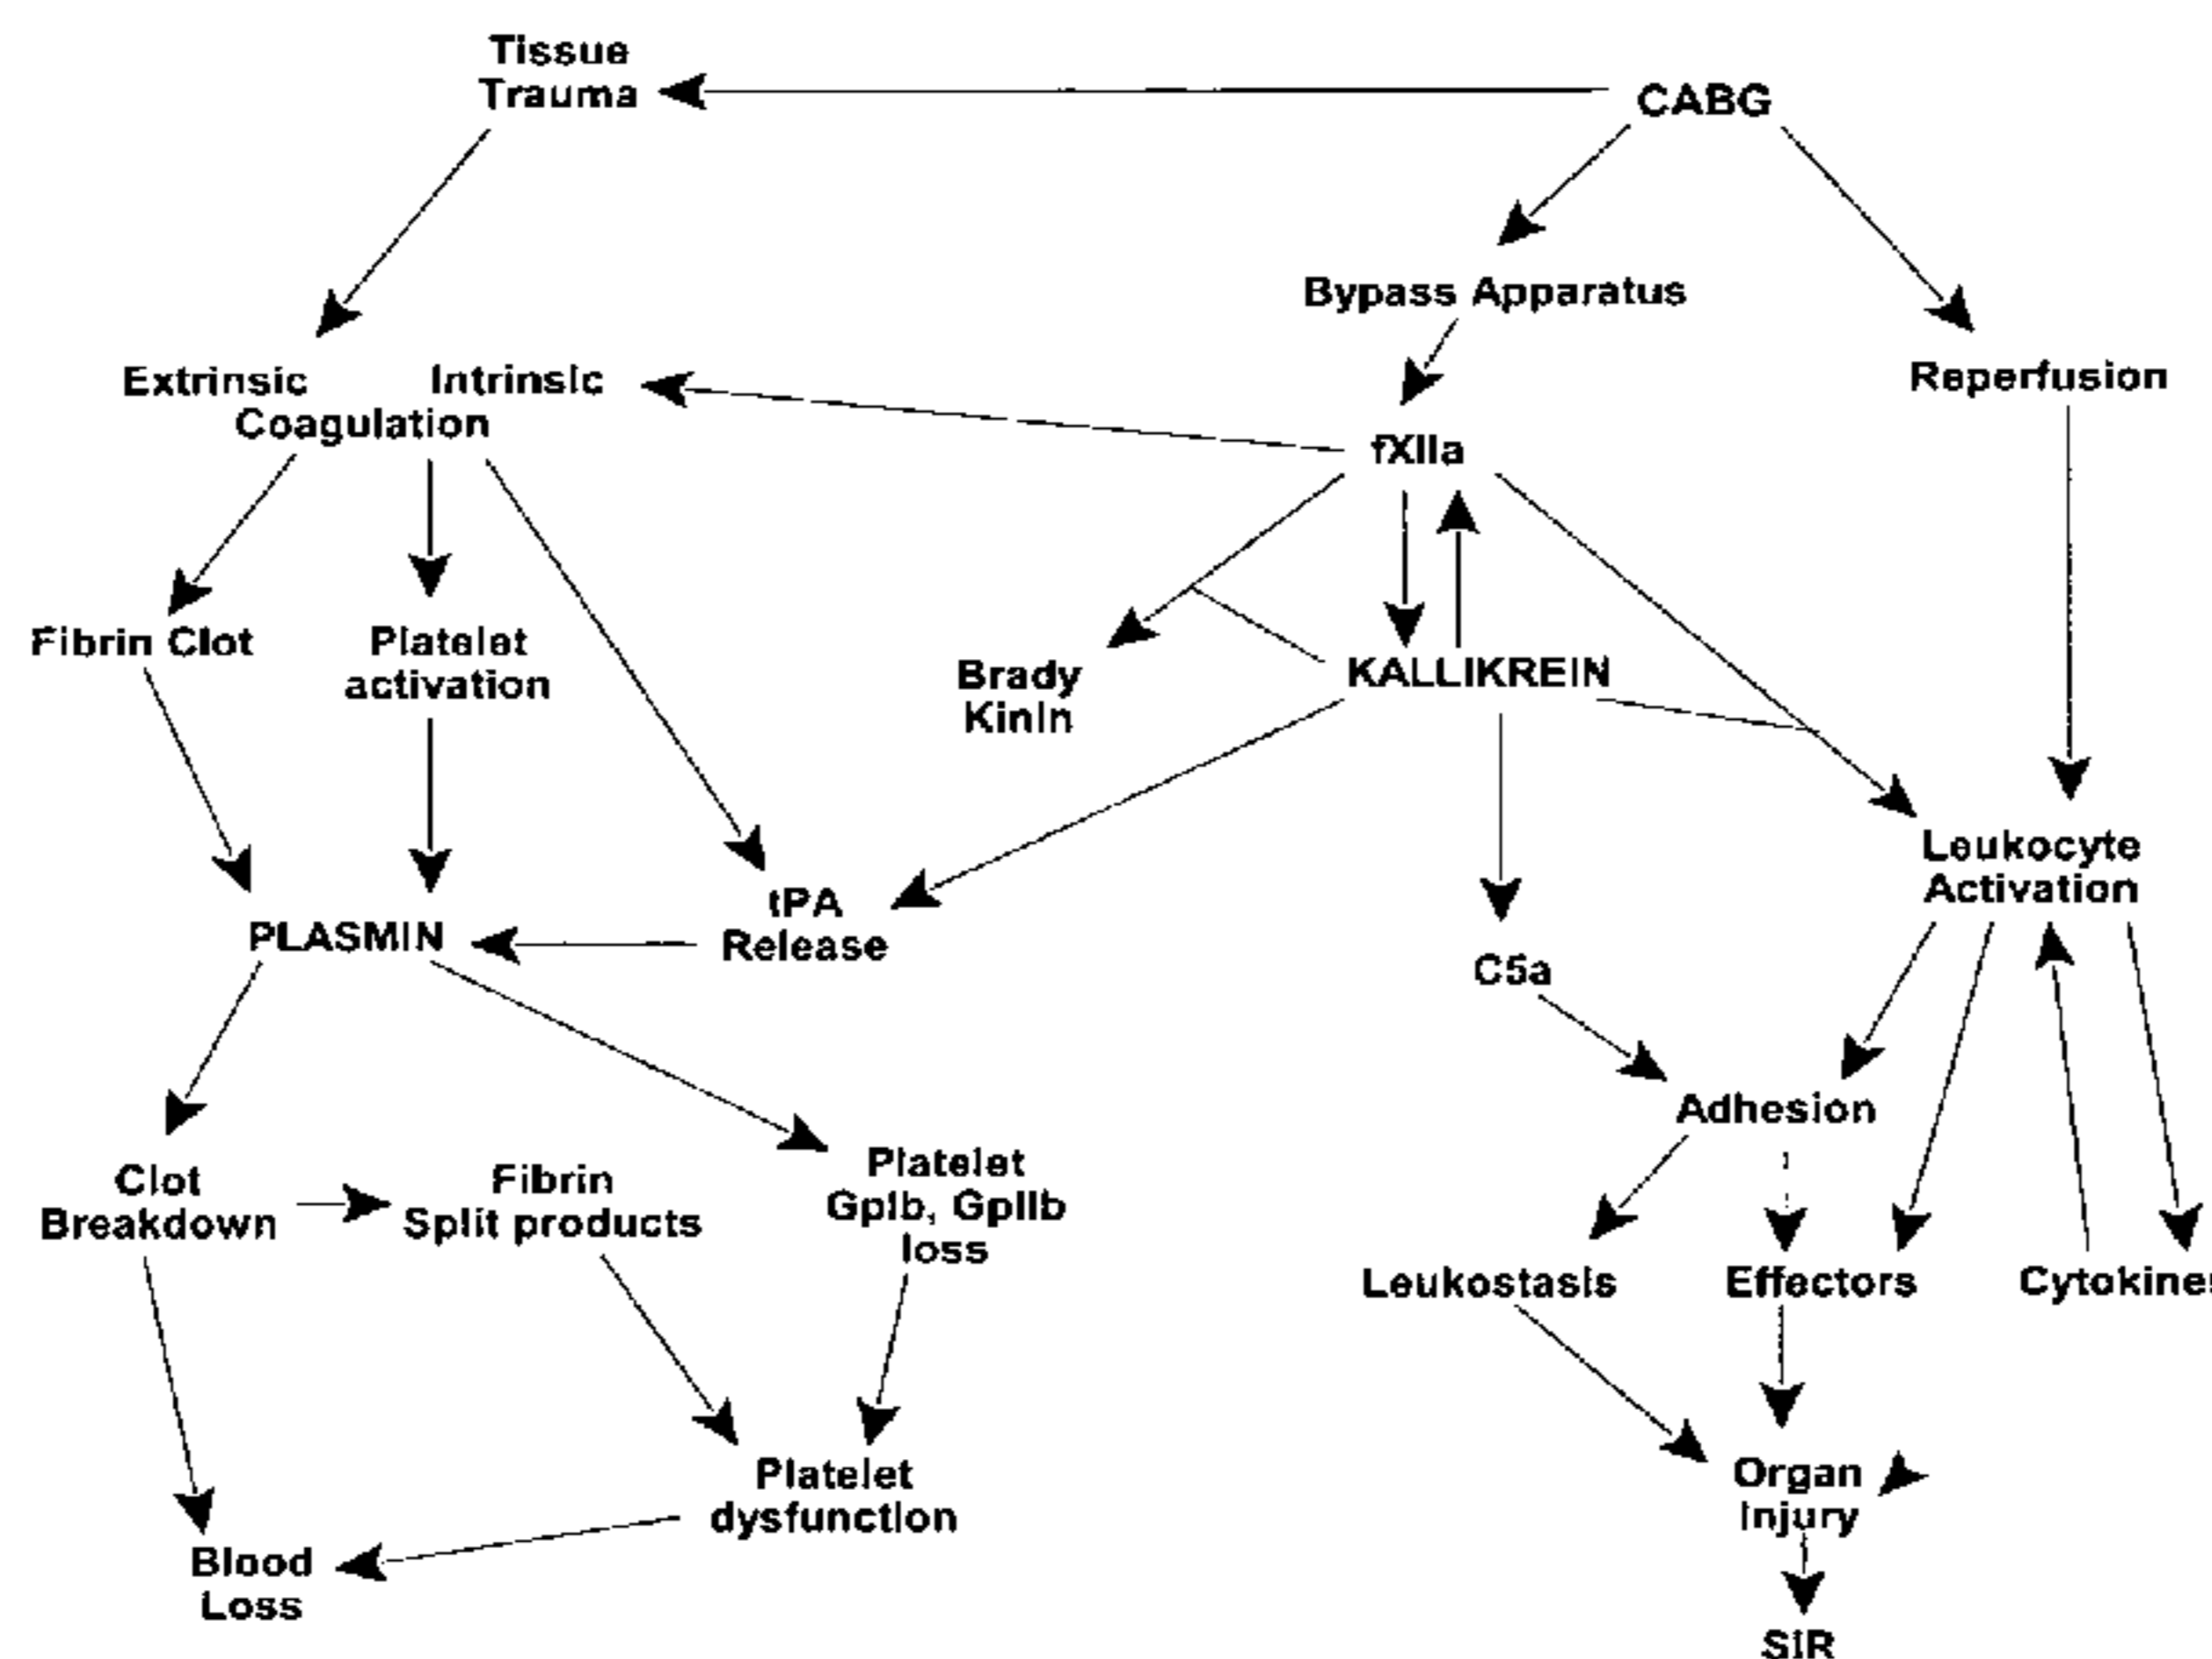 Tissue
Trauma
CABG
Bypass Apparatus
Extrinsic Intrinsic
Coagulation
Reperfusion
fXIIa
Fibrin Clot
Platelet
activation
Brady
Kinin
KALLIKREIN
Leukocyte
Activation
tPA
Release
PLASMIN
C5a
Adhesion
Clot
Breakdown
Fibrin
Split products
Platelet
GpIb, GpIIb
loss
Leukostasis
Effectors
Cytokines
Organ
Injury
Platelet
dysfunction
Blood
Loss
SIR